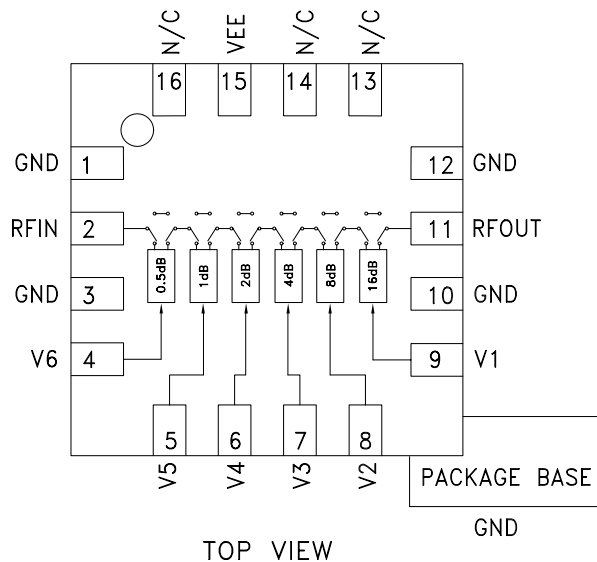 N/C
VEE
N/C
N/C
16
15
14
13
GND
1
12
GND
RFIN
2
11
RFOUT
0.5dB
1dB
2dB
4dB
8dB
16dB
GND
3
10
GND
V6
4
9
V1
5
6
7
8
V5
V4
V3
V2
PACKAGE BASE
GND
TOP VIEW